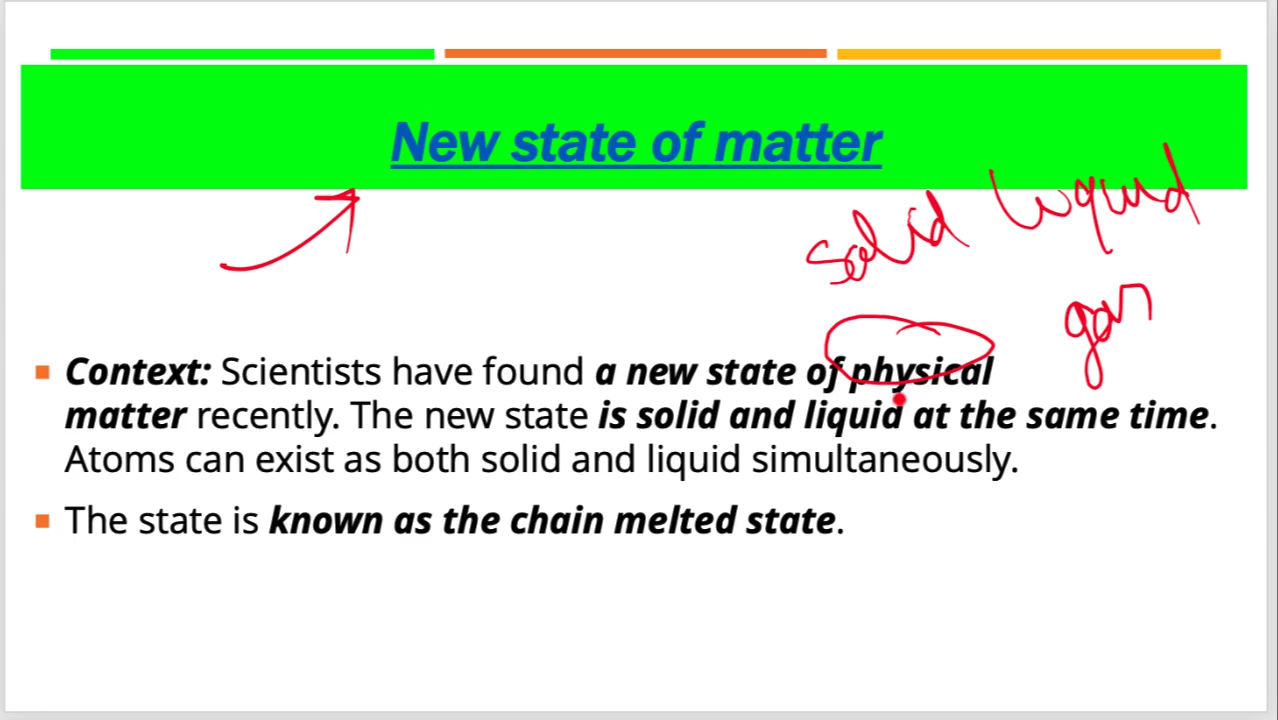 New state of matter
solid liquid
gas
Context: Scientists have found a new state of physical
matter recently. The new state is solid and liquid at the same time.
Atoms can exist as both solid and liquid simultaneously.
The state is known as the chain melted state.